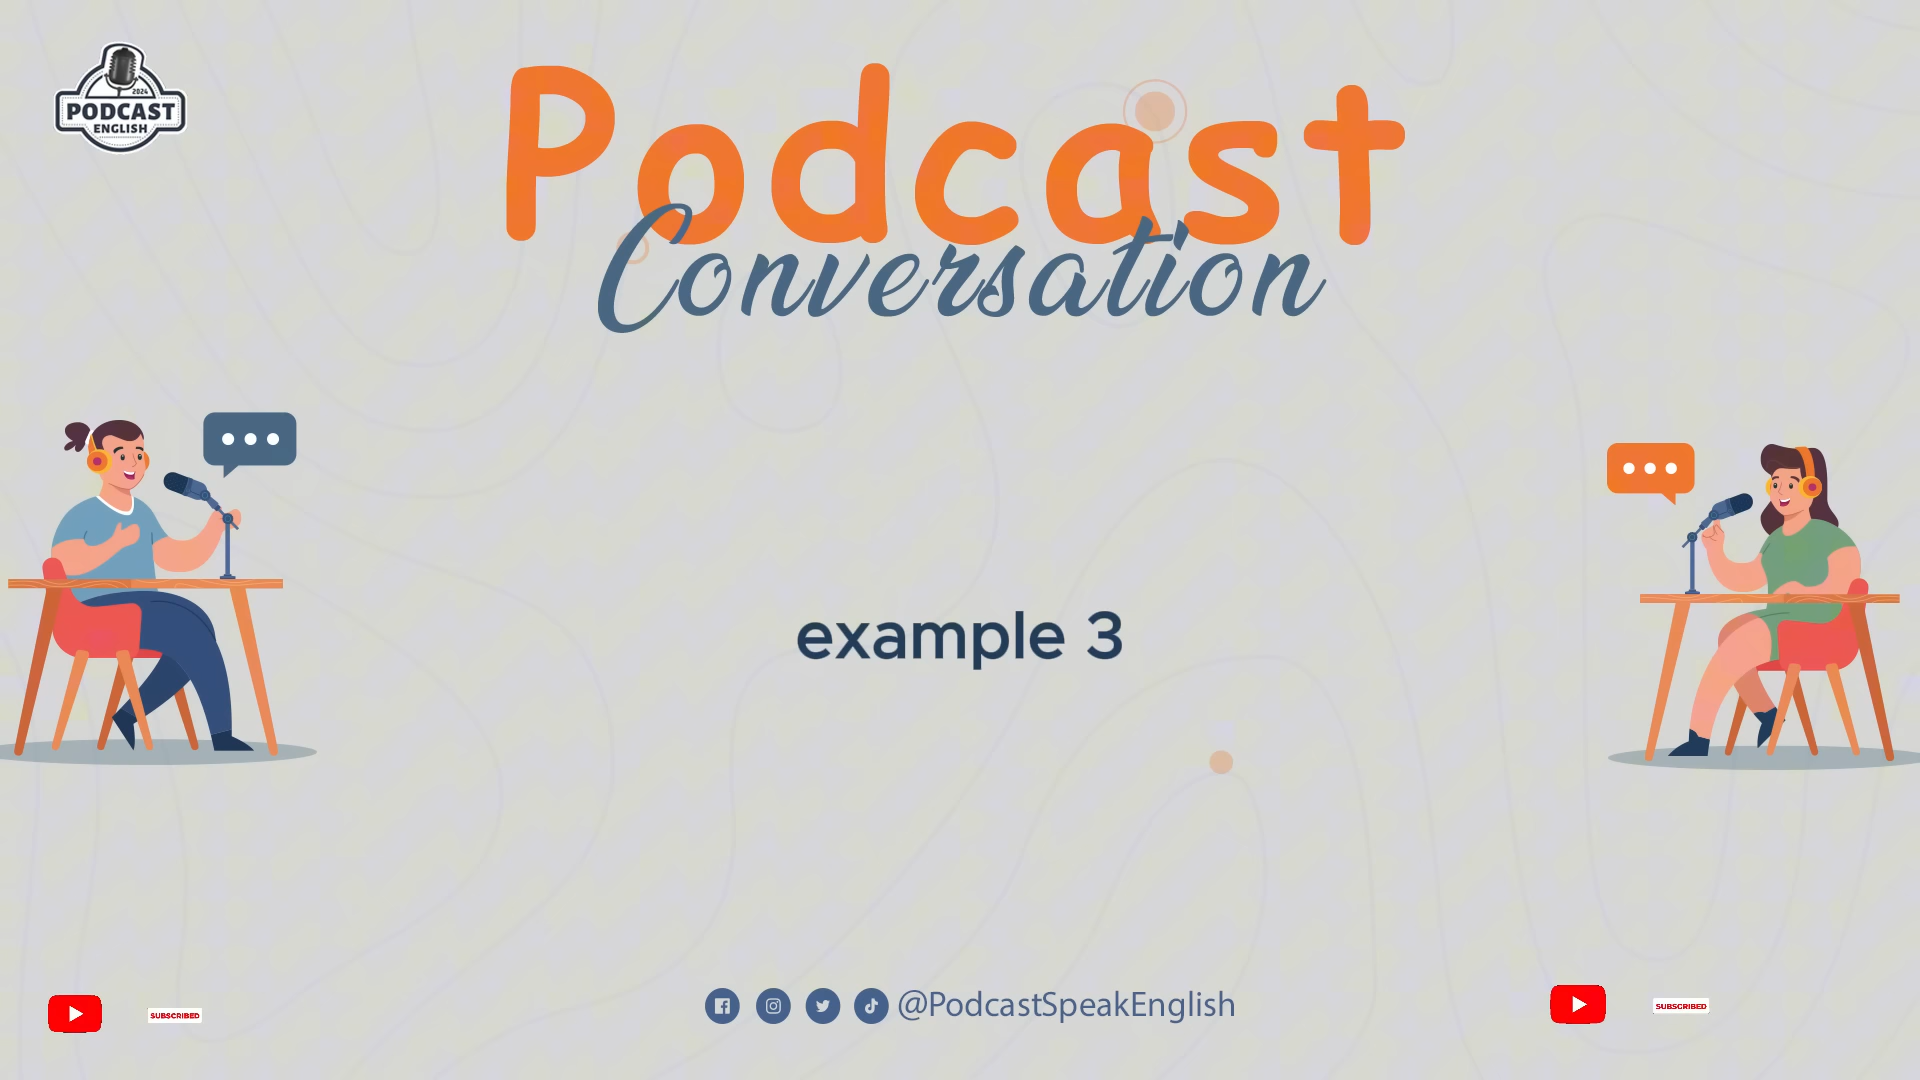 2024
PODCAST
ENGLISH
Podcast
Conversation
example 3
SUBSCRIBED
@PodcastSpeakEnglish
SUBSCRIBED